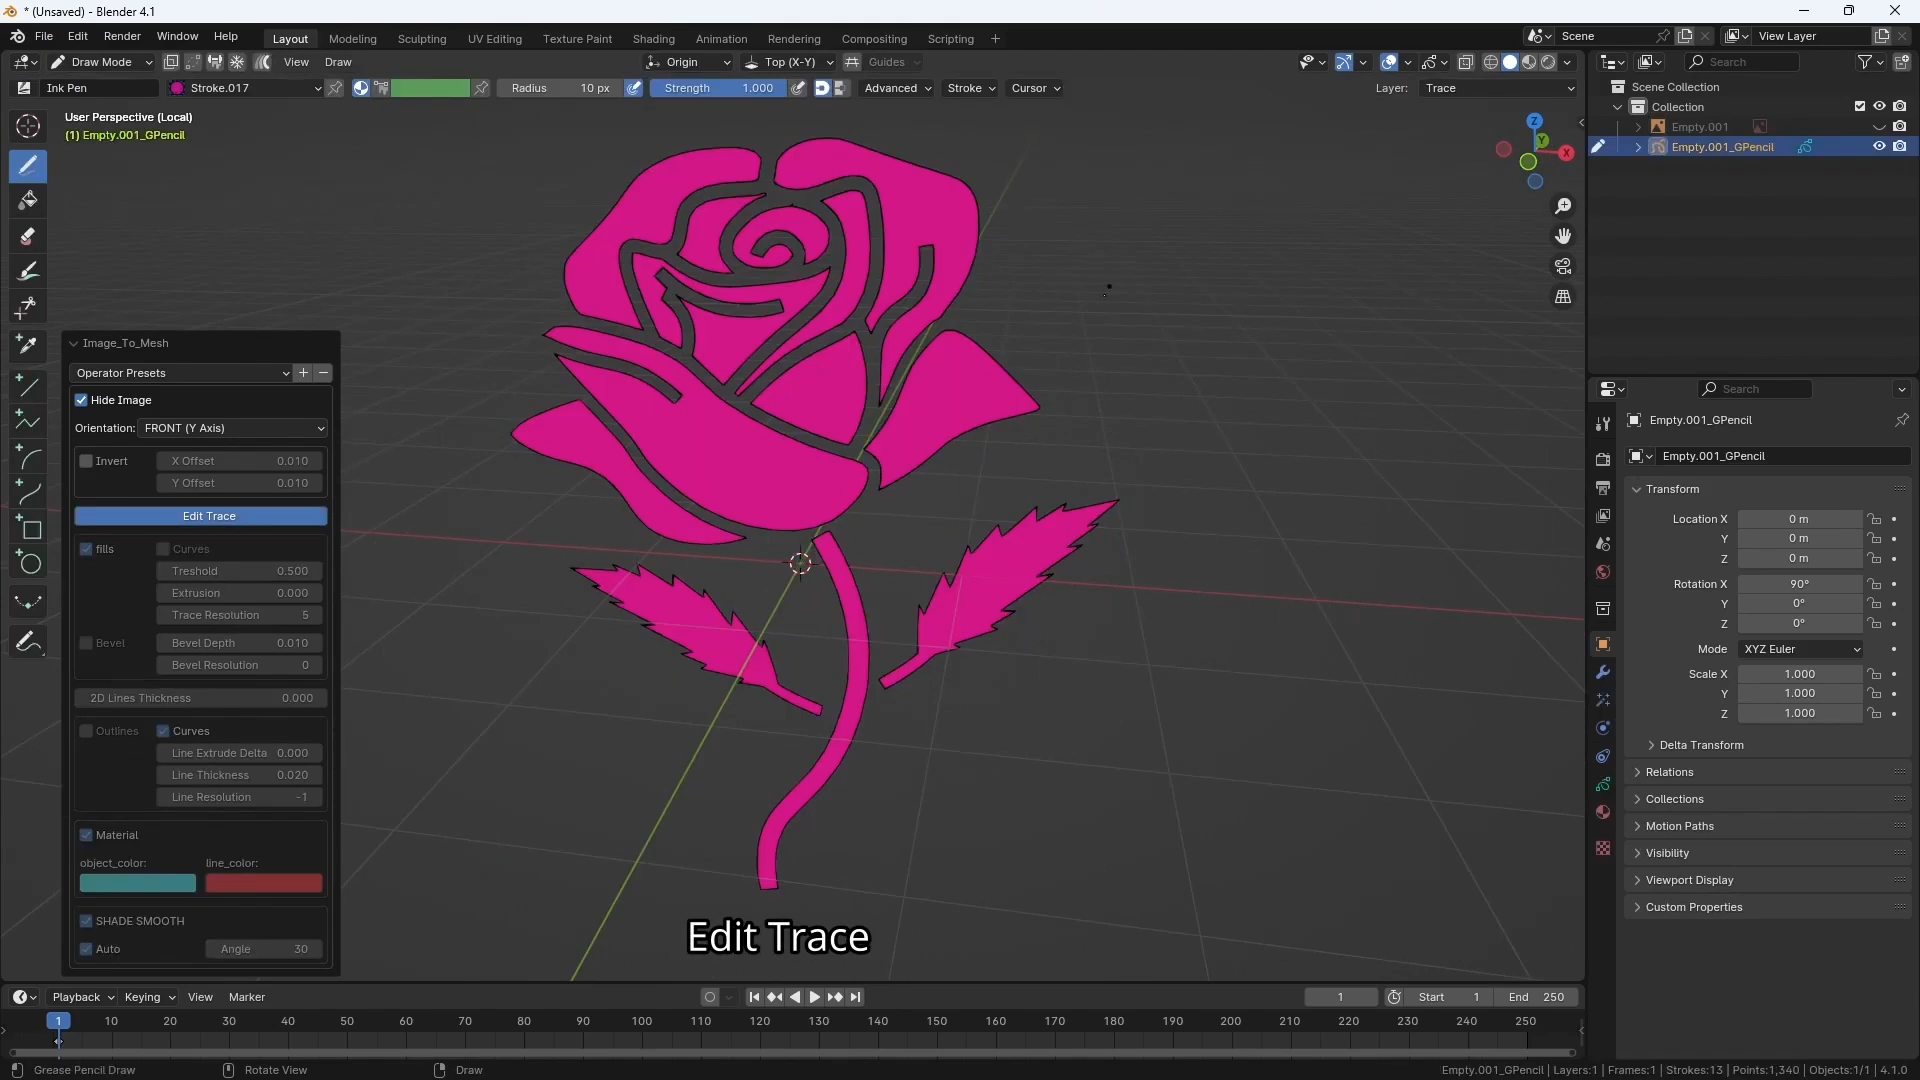 * (Unsaved) - Blender 4.1
File Edit Render Window Help
Layout Modeling Sculpting UV Editing Texture Paint Shading Animation Rendering Compositing Scripting +
Scene View Layer
Draw Mode View Draw Origin Top (X-Y) Guides Search
Ink Pen Stroke.017 Radius 10 px Strength 1.000 Advanced Stroke Cursor Layer: Trace
Scene Collection
Collection
Empty.001
Empty.001_GPencil
User Perspective (Local)
(1) Empty.001_GPencil
Z
Y
X
Image_To_Mesh
Operator Presets
Hide Image
Orientation: FRONT (Y Axis)
Invert X Offset 0.010
Y Offset 0.010
Edit Trace
fills Curves
Treshold 0.500
Extrusion 0.000
Trace Resolution 5
Bevel Bevel Depth 0.010
Bevel Resolution 0
2D Lines Thickness 0.000
Outlines Curves
Line Extrude Delta 0.000
Line Thickness 0.020
Line Resolution -1
Material
object_color: line_color:
SHADE SMOOTH
Auto Angle 30
Edit Trace
Search
Empty.001_GPencil
Empty.001_GPencil
Transform
Location X 0 m
Y 0 m
Z 0 m
Rotation X 90°
Y 0°
Z 0°
Mode XYZ Euler
Scale X 1.000
Y 1.000
Z 1.000
Delta Transform
Relations
Collections
Motion Paths
Visibility
Viewport Display
Custom Properties
Playback Keying View Marker 1 Start 1 End 250
1 10 20 30 40 50 60 70 80 90 100 110 120 130 140 150 160 170 180 190 200 210 220 230 240 250
Grease Pencil Draw Rotate View Draw Empty.001_GPencil | Layers:1 | Frames:1 | Strokes:13 | Points:1,340 | Objects:1/1 | 4.1.0